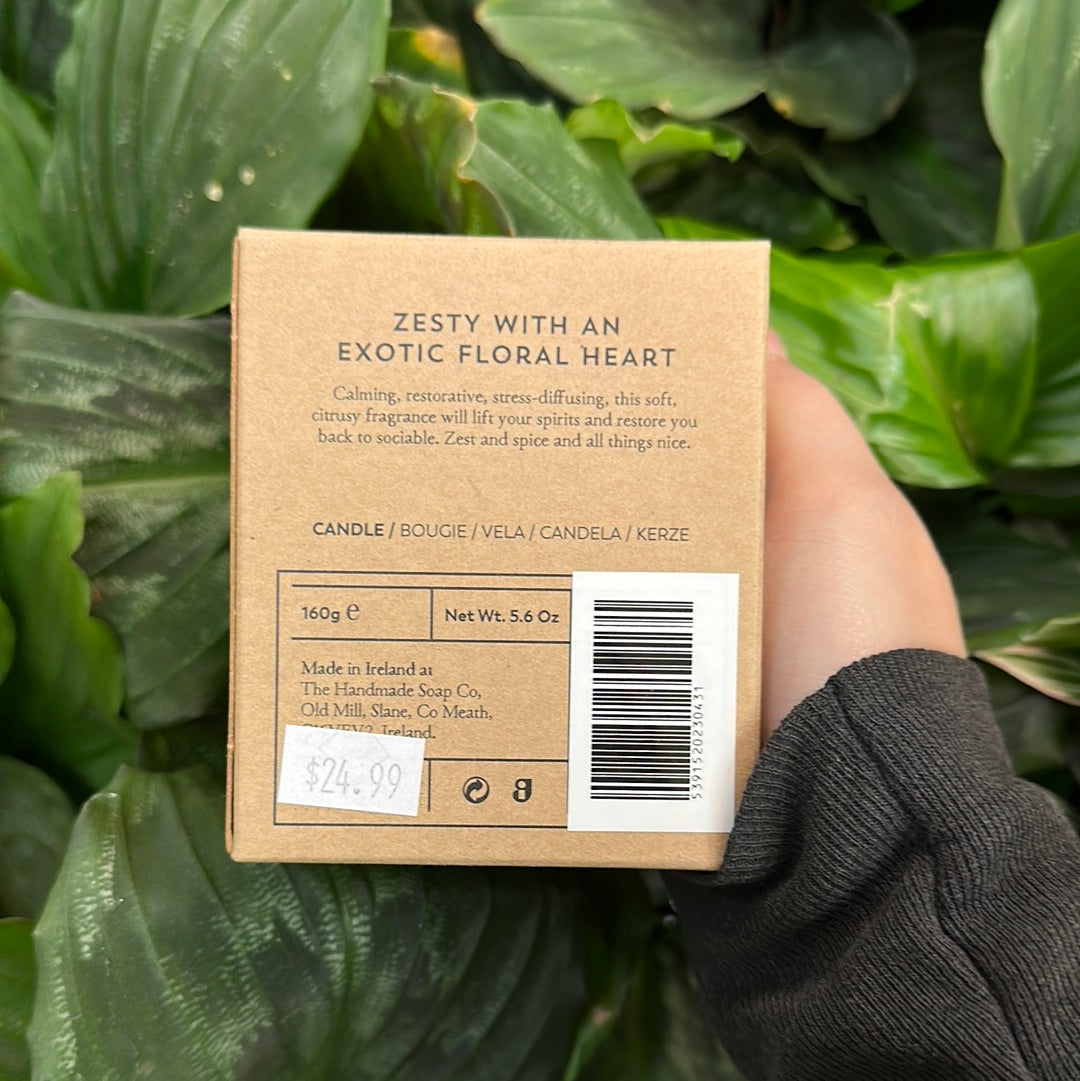 ZESTY WITH AN
EXOTIC FLORAL HEART
Calming, restorative, stress-diffusing, this soft,
citrusy fragrance will lift your spirits and restore you
back to sociable. Zest and spice and all things nice.
CANDLE / BOUGIE / VELA / CANDELA / KERZE
160g ℮
Net Wt. 5.6 Oz
Made in Ireland at
The Handmade Soap Co,
Old Mill, Slane, Co Meath,
Ireland.
$24.99
5391520230431